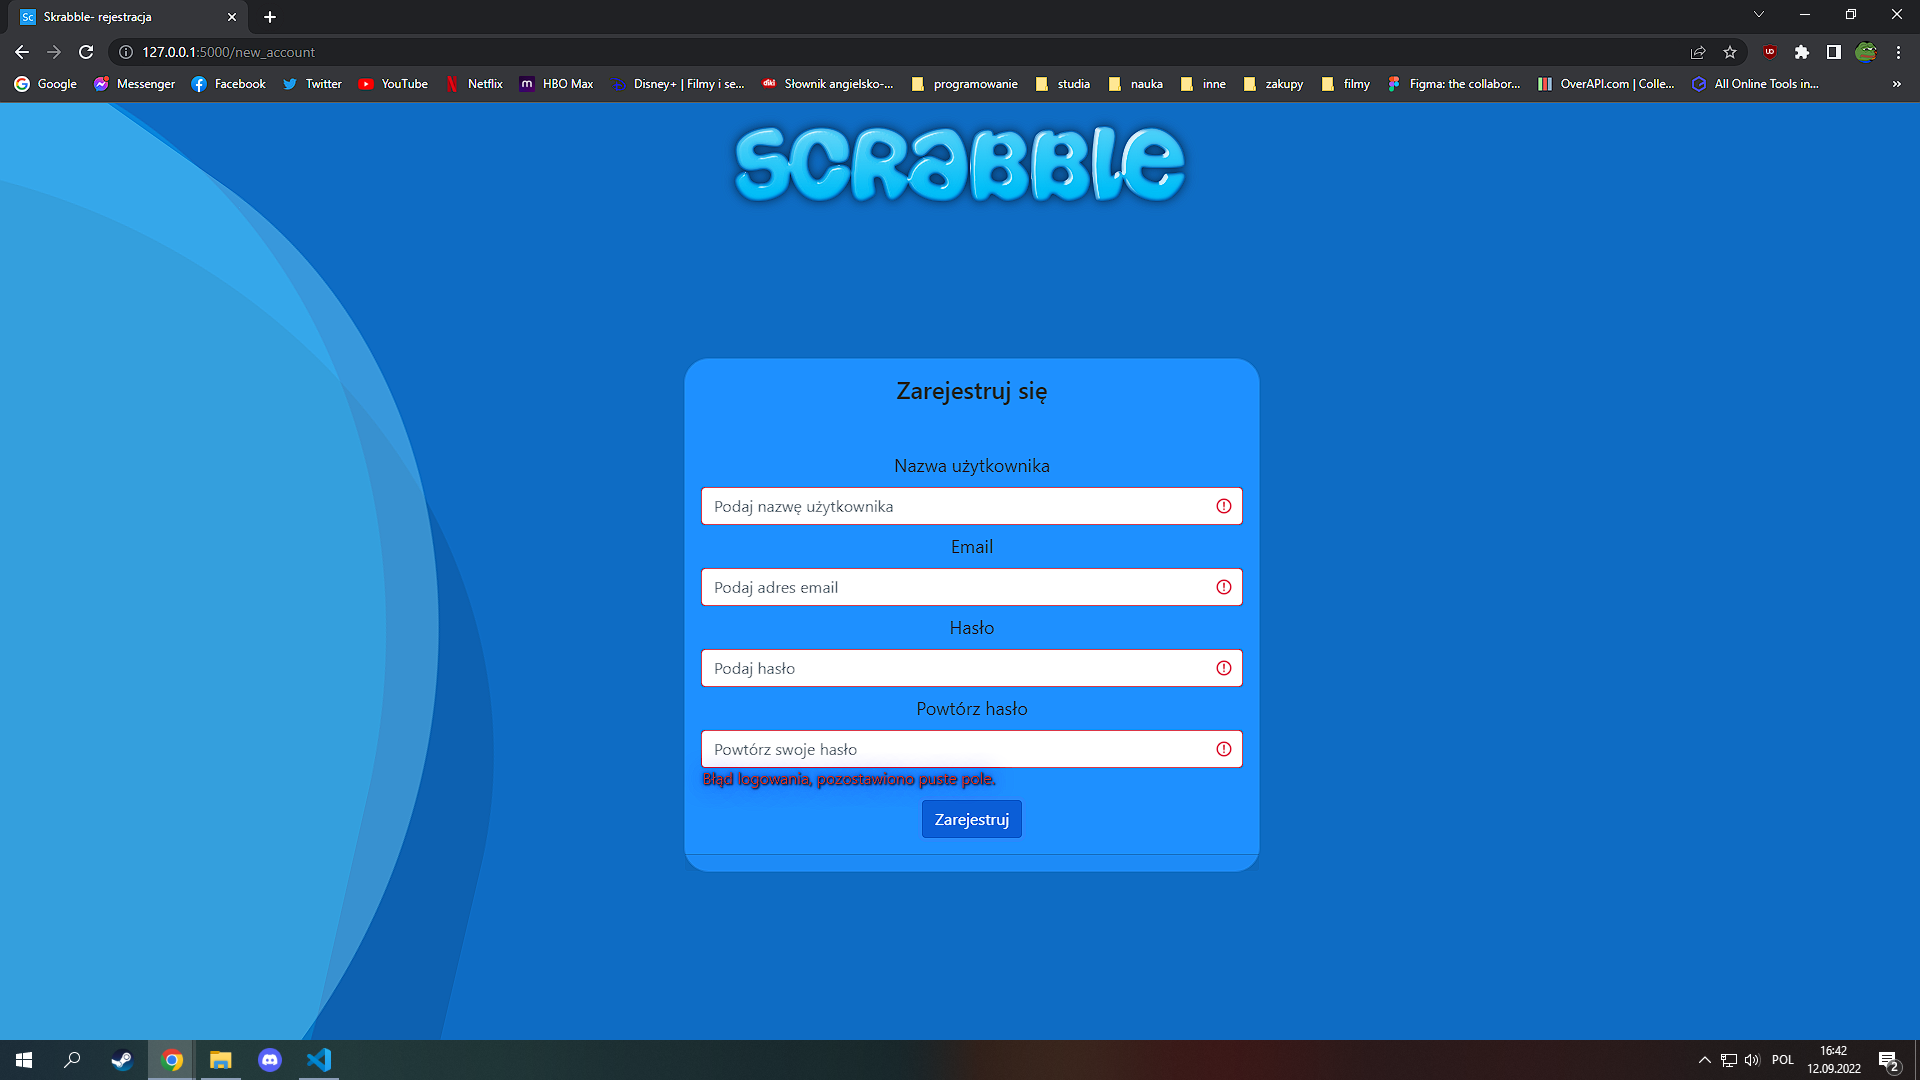 Skrabble- rejestracja
127.0.0.1:5000/new_account
Google Messenger Facebook Twitter YouTube Netflix HBO Max Disney+ | Filmy i se... Słownik angielsko-... programowanie studia nauka inne zakupy filmy Figma: the collabor... OverAPI.com | Colle... All Online Tools in... »
SCRABBLE
Zarejestruj się
Nazwa użytkownika
Podaj nazwę użytkownika
Email
Podaj adres email
Hasło
Podaj hasło
Powtórz hasło
Powtórz swoje hasło
Błąd logowania, pozostawiono puste pole.
Zarejestruj
POL
16:42
12.09.2022
2